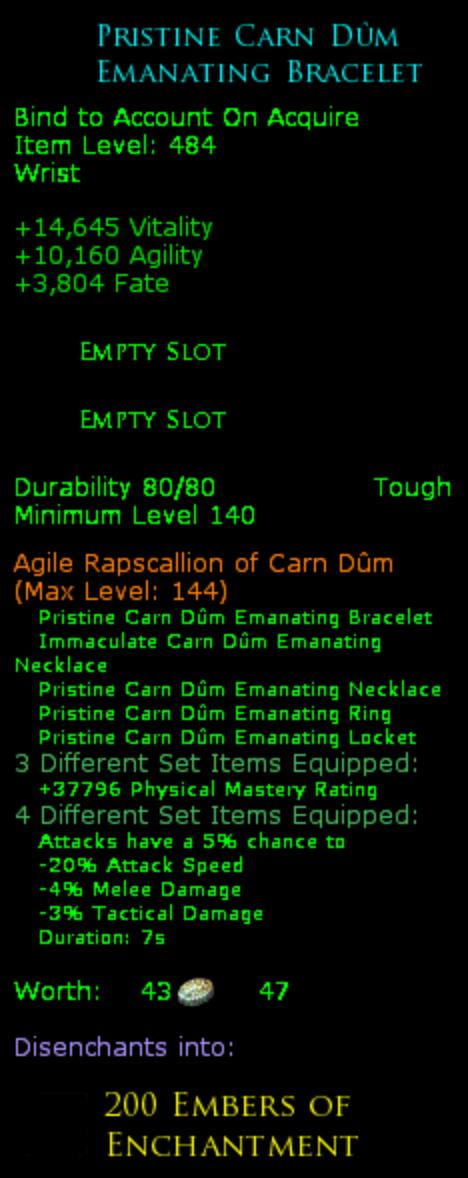 Pristine Carn Dûm
Emanating Bracelet
Bind to Account On Acquire
Item Level: 484
Wrist
+14,645 Vitality
+10,160 Agility
+3,804 Fate
Empty Slot
Empty Slot
Durability 80/80 Tough
Minimum Level 140
Agile Rapscallion of Carn Dûm
(Max Level: 144)
Pristine Carn Dûm Emanating Bracelet
Immaculate Carn Dûm Emanating
Necklace
Pristine Carn Dûm Emanating Necklace
Pristine Carn Dûm Emanating Ring
Pristine Carn Dûm Emanating Locket
3 Different Set Items Equipped:
+37796 Physical Mastery Rating
4 Different Set Items Equipped:
Attacks have a 5% chance to
-20% Attack Speed
-4% Melee Damage
-3% Tactical Damage
Duration: 7s
Worth: 43 47
Disenchants into:
200 Embers of
Enchantment